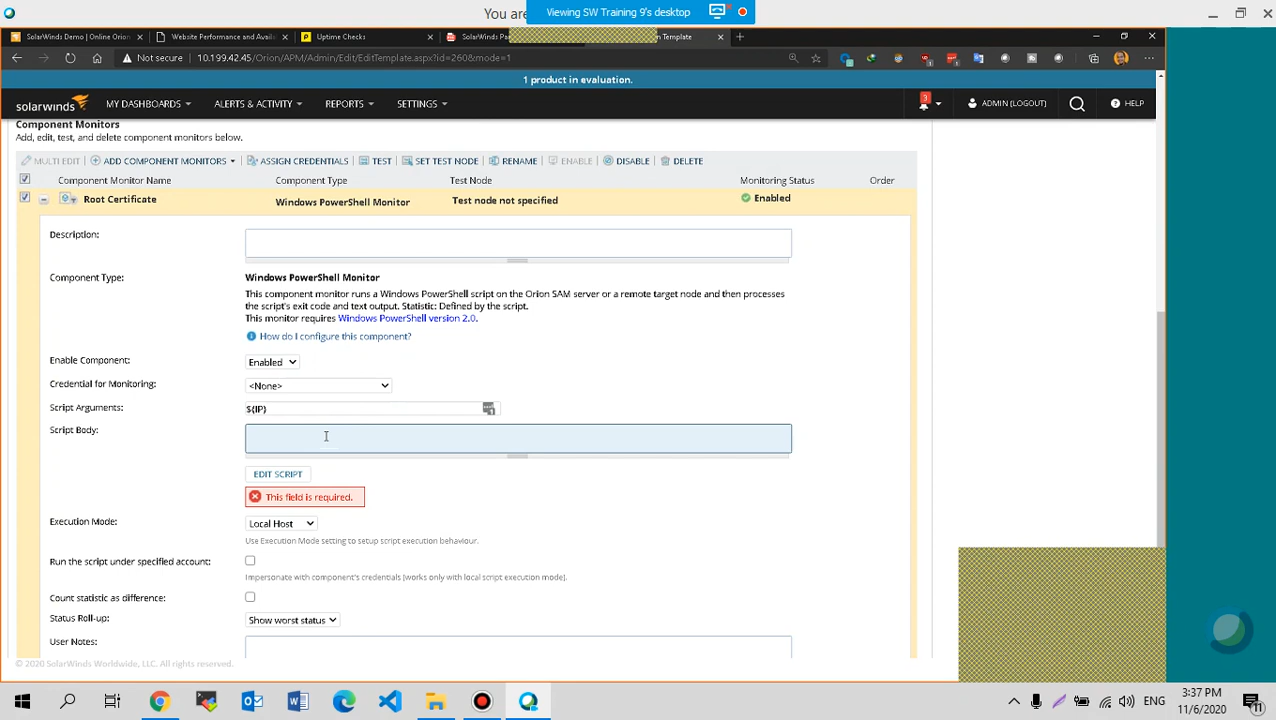 You are
Viewing SW Training 9's desktop
SolarWinds Demo | Online Orion
Website Performance and Availa
Uptime Checks
SolarWinds Pa
n Template
Not secure
10.199.42.45/Orion/APM/Admin/Edit/EditTemplate.aspx?id=260&mode=1
1 product in evaluation.
solarwinds
MY DASHBOARDS
ALERTS & ACTIVITY
REPORTS
SETTINGS
3
ADMIN (LOGOUT)
HELP
Component Monitors
Add, edit, test, and delete component monitors below.
MULTI EDIT
ADD COMPONENT MONITORS
ASSIGN CREDENTIALS
TEST
SET TEST NODE
RENAME
ENABLE
DISABLE
DELETE
Component Monitor Name
Component Type
Test Node
Monitoring Status
Order
Root Certificate
Windows PowerShell Monitor
Test node not specified
Enabled
Description:
Component Type:
Windows PowerShell Monitor
This component monitor runs a Windows PowerShell script on the Orion SAM server or a remote target node and then processes
the script's exit code and text output. Statistic: Defined by the script.
This monitor requires Windows PowerShell version 2.0.
How do I configure this component?
Enable Component:
Enabled
Credential for Monitoring:
<None>
Script Arguments:
${IP}
Script Body:
EDIT SCRIPT
This field is required.
Execution Mode:
Local Host
Use Execution Mode setting to setup script execution behaviour.
Run the script under specified account:
Impersonate with component's credentials (works only with local script execution mode).
Count statistic as difference:
Status Roll-up:
Show worst status
User Notes:
© 2020 SolarWinds Worldwide, LLC. All rights reserved.
ENG
3:37 PM
11/6/2020